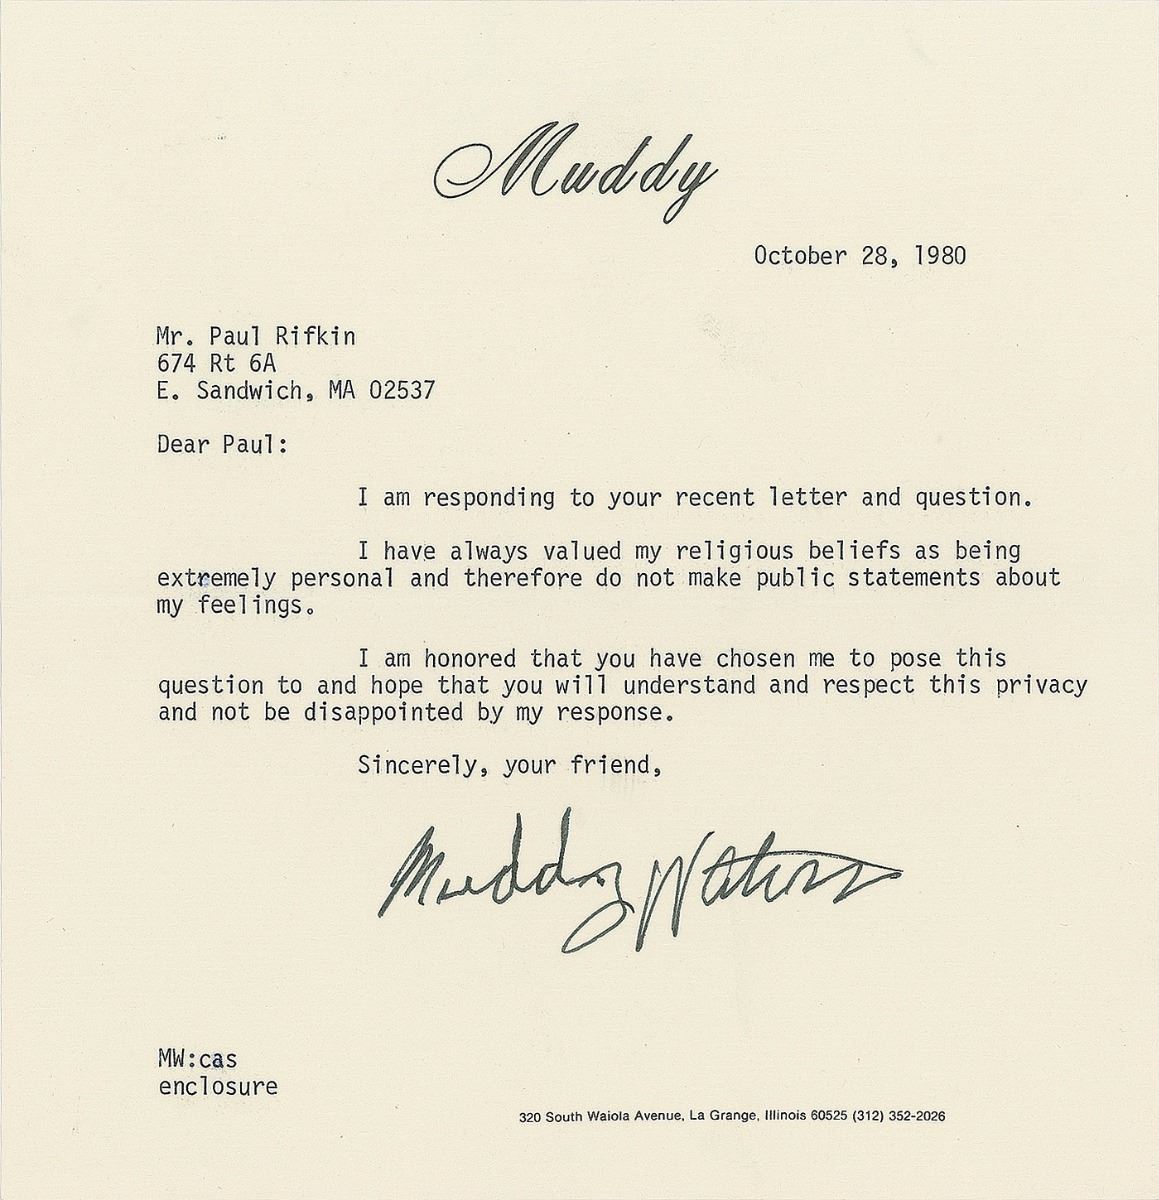 Muddy
October 28, 1980
Mr. Paul Rifkin
674 Rt 6A
E. Sandwich, MA 02537
Dear Paul:
I am responding to your recent letter and question.
I have always valued my religious beliefs as being
extremely personal and therefore do not make public statements about
my feelings.
I am honored that you have chosen me to pose this
question to and hope that you will understand and respect this privacy
and not be disappointed by my response.
Sincerely, your friend,
Muddy Waters
MW:cas
enclosure
320 South Waiola Avenue, La Grange, Illinois 60525 (312) 352-2026